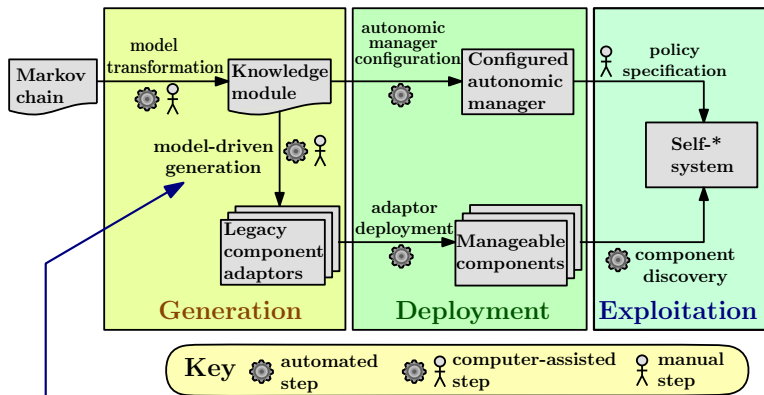 model
transformation
Markov
chain
Knowledge
module
autonomic
manager
configuration
Configured
autonomic
manager
policy
specification
Self-*
system
model-driven
generation
Legacy
component
adaptors
adaptor
deployment
Manageable
components
component
discovery
Generation
Deployment
Exploitation
Key
automated
step
computer-assisted
step
manual
step